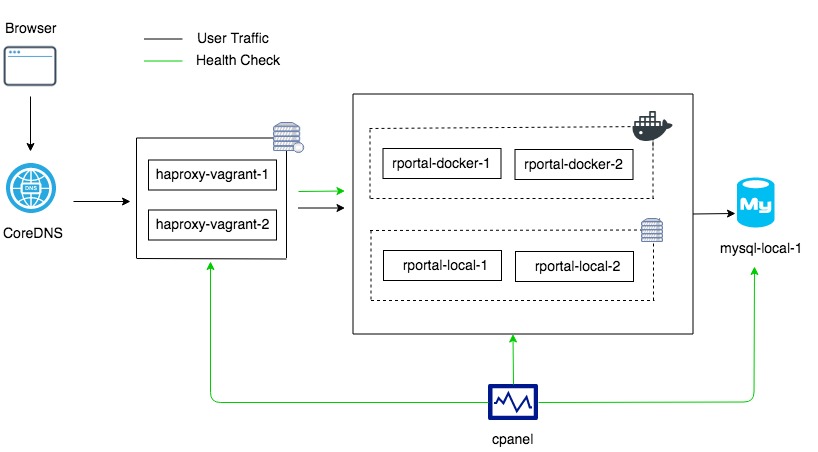 Browser
User Traffic
Health Check
DNS
CoreDNS
haproxy-vagrant-1
haproxy-vagrant-2
rportal-docker-1
rportal-docker-2
rportal-local-1
rportal-local-2
My
mysql-local-1
cpanel